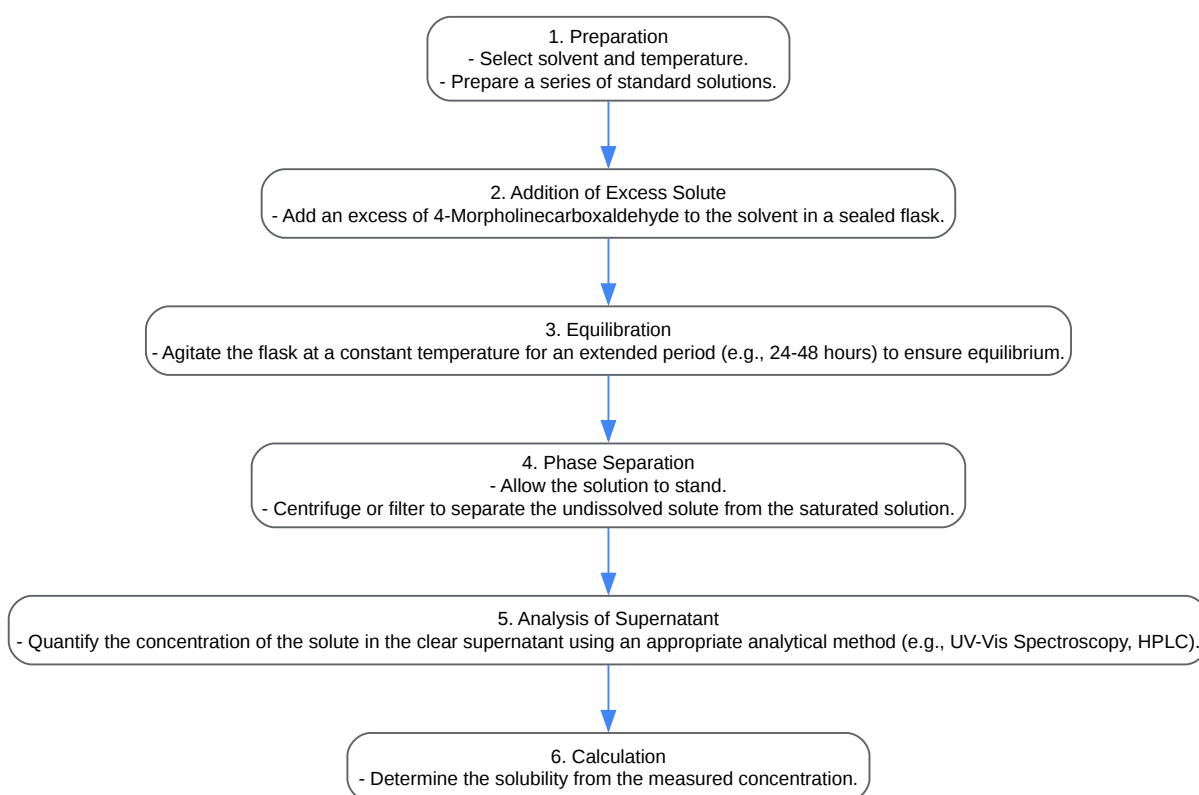 1. Preparation
- Select solvent and temperature.
- Prepare a series of standard solutions.
2. Addition of Excess Solute
- Add an excess of 4-Morpholinecarboxaldehyde to the solvent in a sealed flask.
3. Equilibration
- Agitate the flask at a constant temperature for an extended period (e.g., 24-48 hours) to ensure equilibrium.
4. Phase Separation
- Allow the solution to stand.
- Centrifuge or filter to separate the undissolved solute from the saturated solution.
5. Analysis of Supernatant
- Quantify the concentration of the solute in the clear supernatant using an appropriate analytical method (e.g., UV-Vis Spectroscopy, HPLC).
6. Calculation
- Determine the solubility from the measured concentration.